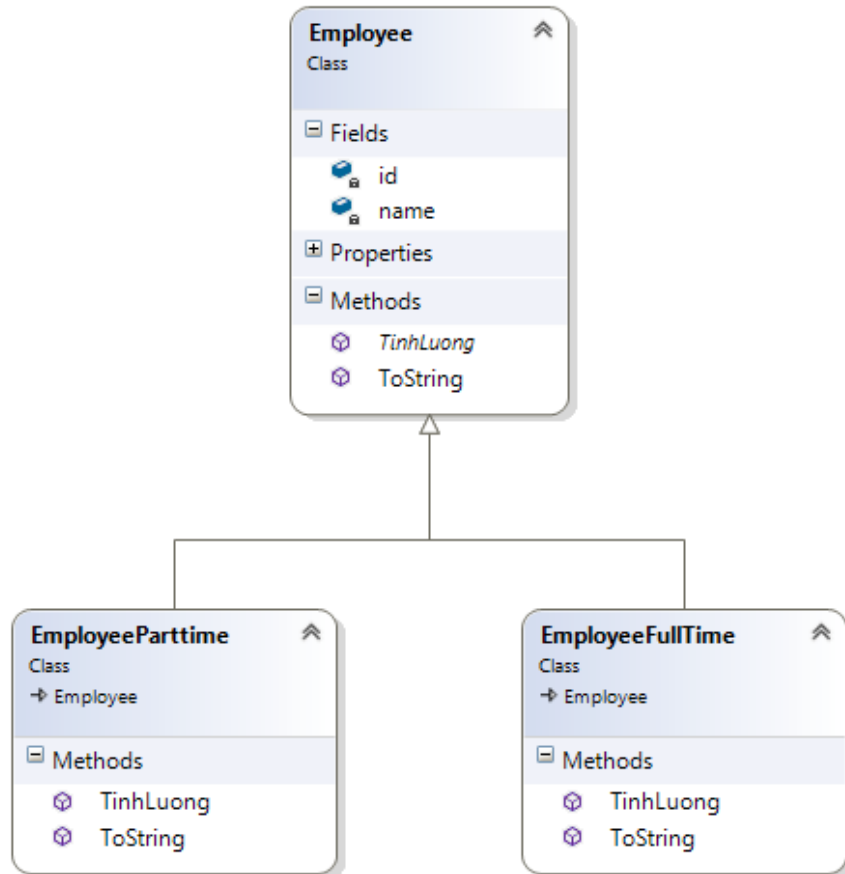 Employee
Class
Fields
id
name
Properties
Methods
TinhLuong
ToString
EmployeeParttime
Class
Employee
Methods
TinhLuong
ToString
EmployeeFullTime
Class
Employee
Methods
TinhLuong
ToString